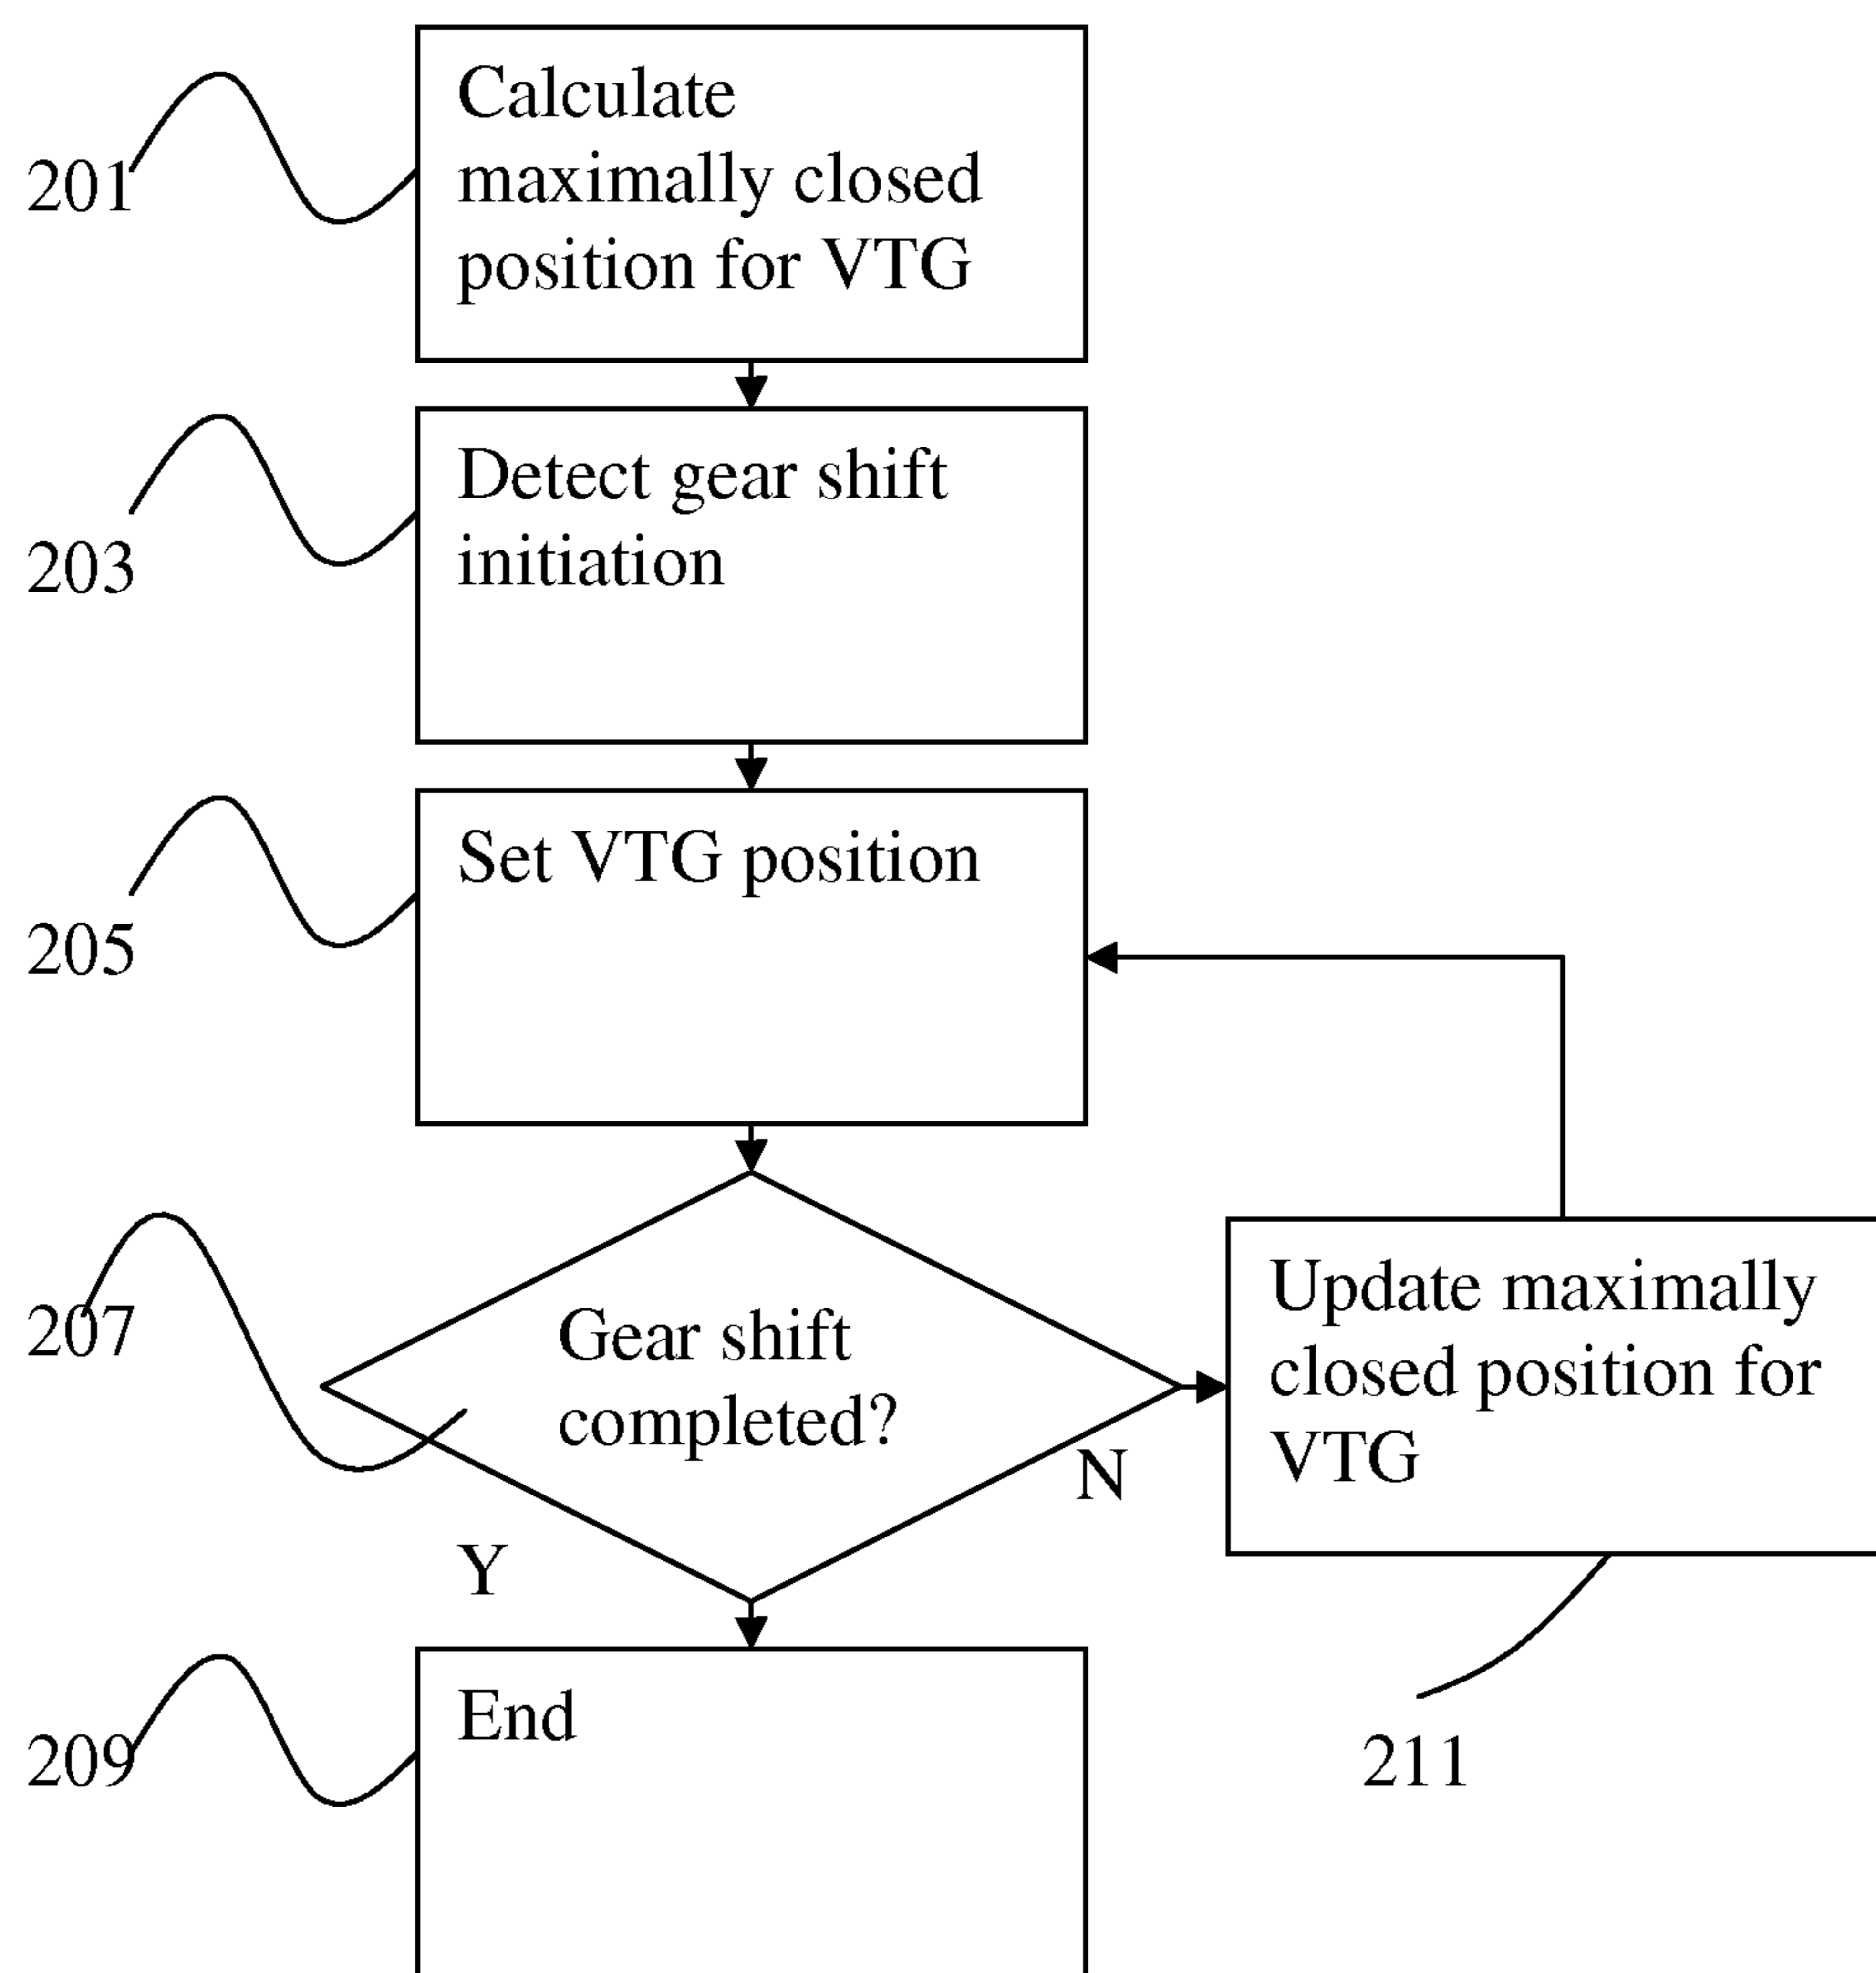 201
Calculate
maximally closed
position for VTG
203
Detect gear shift
initiation
205
Set VTG position
207
Gear shift
completed?
Y
N
Update maximally
closed position for
VTG
209
End
211